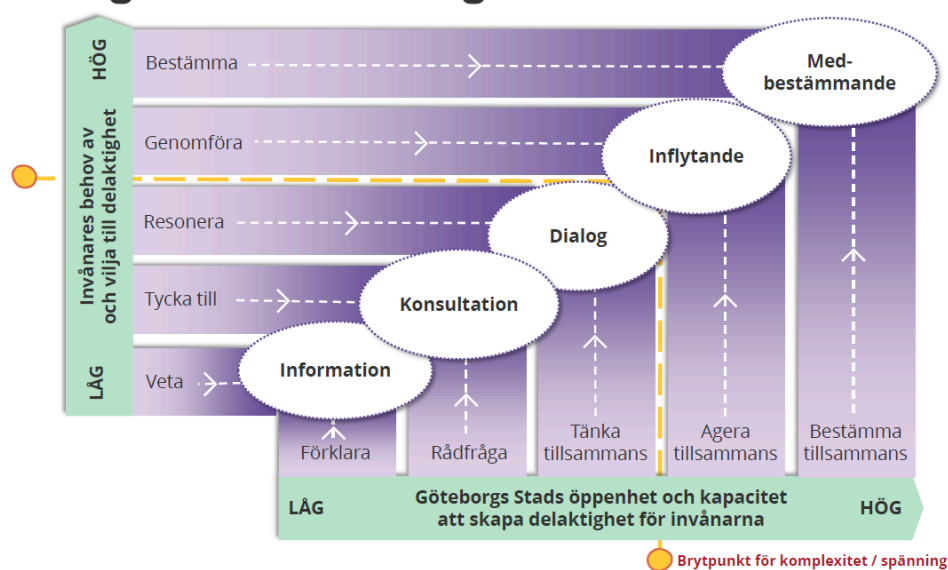 HÖG
Invånares behov av
och vilja till delaktighet
LÅG
Bestämma
Med-
bestämmande
Genomföra
Inflytande
Resonera
Dialog
Tycka till
Konsultation
Veta
Information
Förklara
Rådfråga
Tänka
tillsammans
Agera
tillsammans
Bestämma
tillsammans
LÅG
Göteborgs Stads öppenhet och kapacitet
att skapa delaktighet för invånarna
HÖG
Brytpunkt för komplexitet / spänning